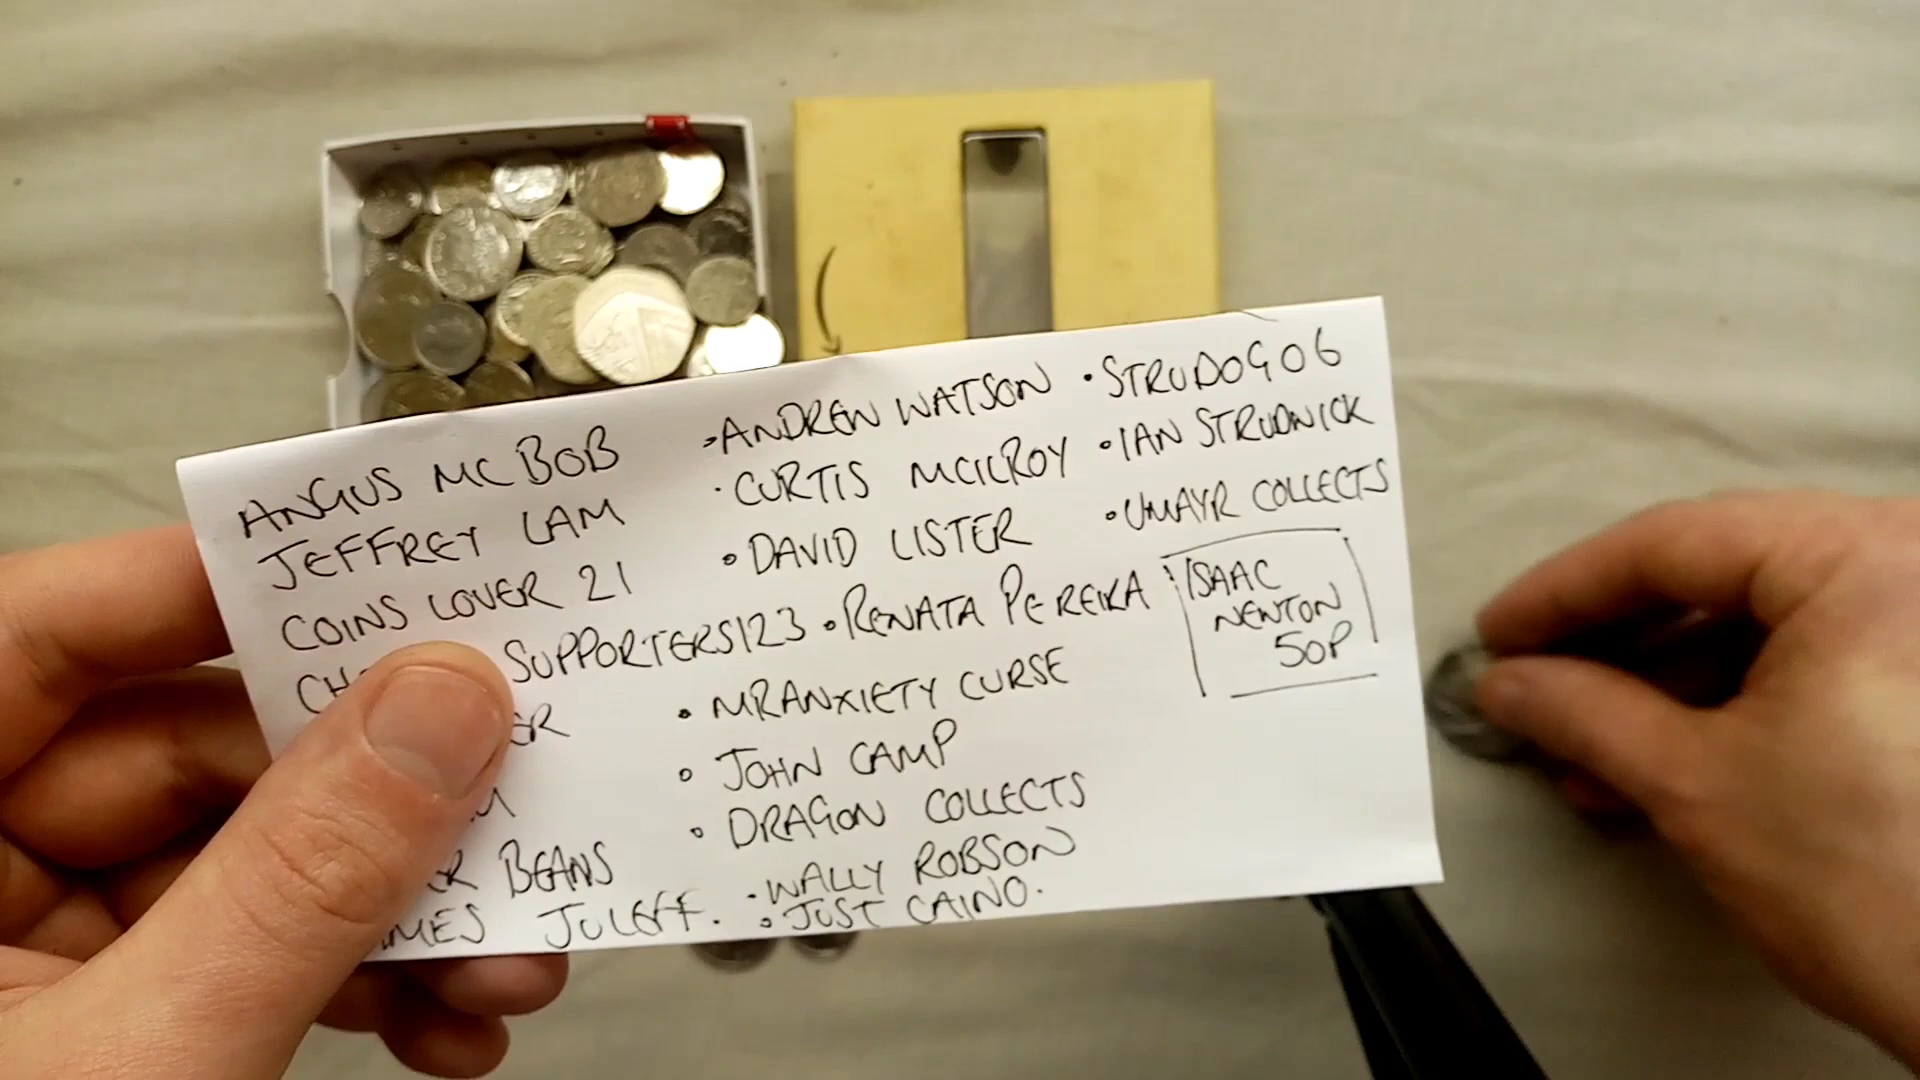 ANGUS MC BOB
JEFFREY LAM
COINS LOVER 21
SUPPORTERS123
BEANS
JULEFF.
•ANDREW WATSON
•CURTIS MCILROY
•DAVID LISTER
•RENATA PEREIRA
•MRANXIETY CURSE
•JOHN CAMP
•DRAGON COLLECTS
•WALLY ROBSON
•JUST CAINO.
•STRUDOG06
•IAN STRUDWICK
•UMAYR COLLECTS
ISAAC
NEWTON
50P